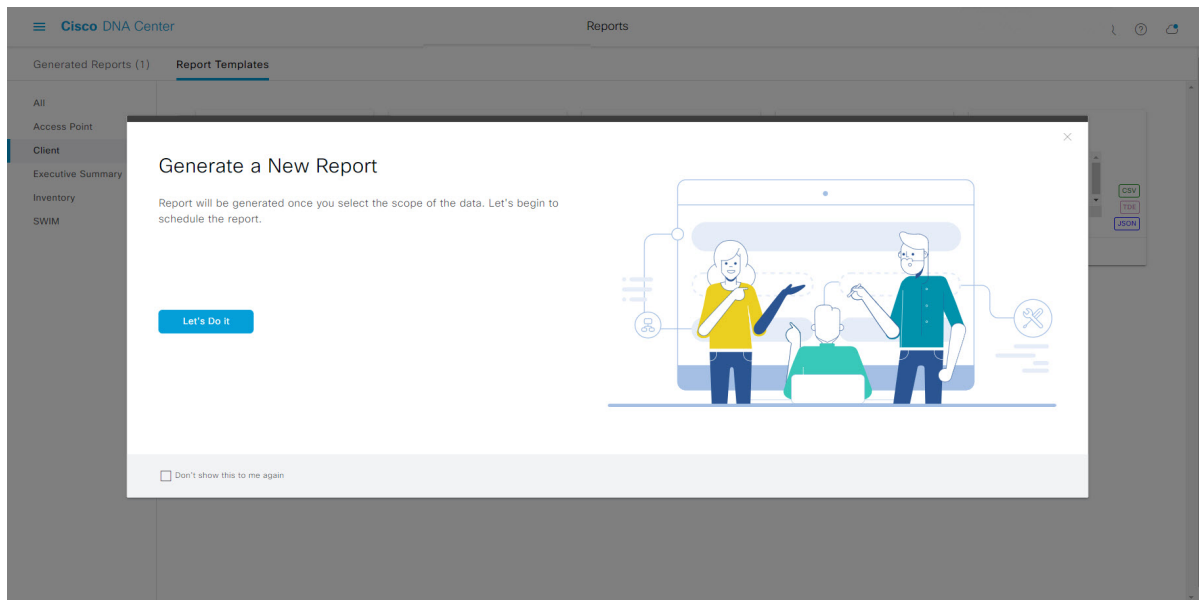 Cisco DNA Center
Reports
Generated Reports (1)
Report Templates
All
Access Point
Client
Executive Summary
Inventory
SWIM
Generate a New Report
Report will be generated once you select the scope of the data. Let's begin to
schedule the report.
Let's Do it
Don't show this to me again
CSV
TDE
JSON